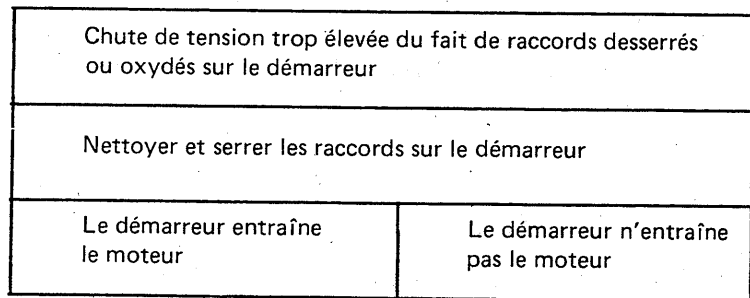 Chute de tension trop élevée du fait de raccords desserrés
ou oxydés sur le démarreur
Nettoyer et serrer les raccords sur le démarreur
Le démarreur entraîne
le moteur
Le démarreur n'entraîne
pas le moteur